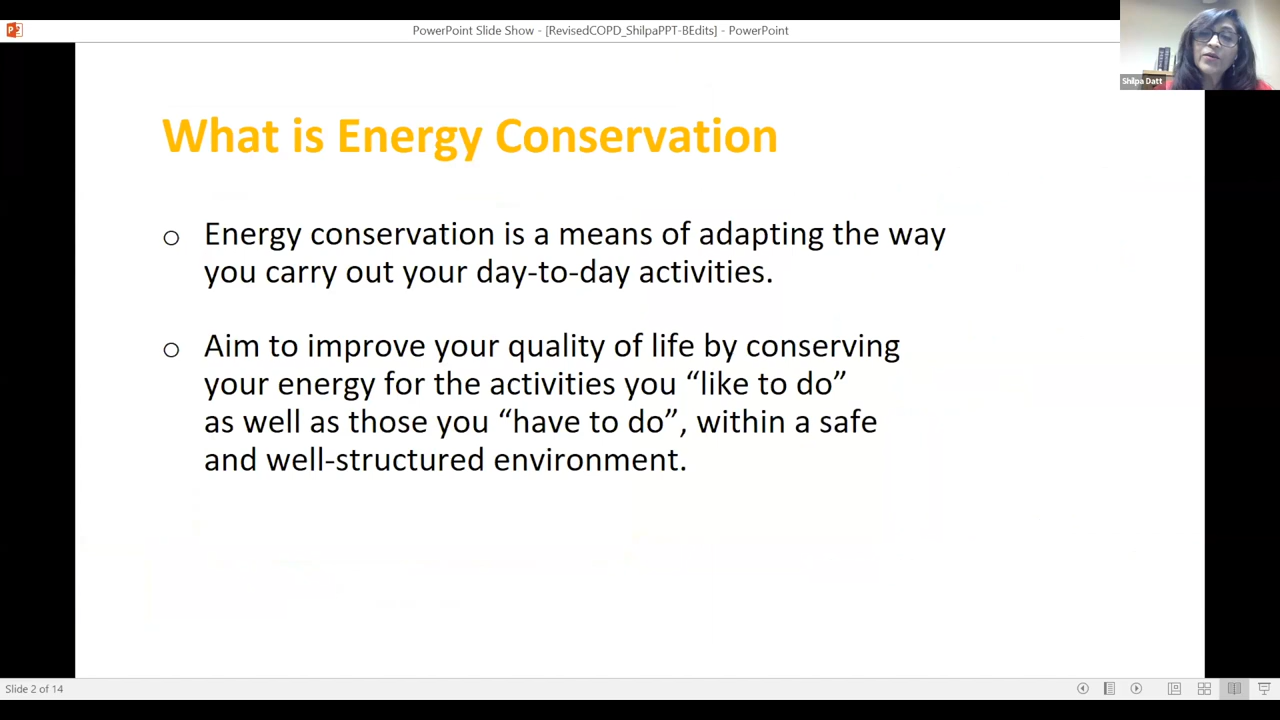 PowerPoint Slide Show - [RevisedCOPD_ShilpaPPT-BEdits] - PowerPoint
Shilpa Datt
What is Energy Conservation
o Energy conservation is a means of adapting the way
you carry out your day-to-day activities.
o Aim to improve your quality of life by conserving
your energy for the activities you “like to do”
as well as those you “have to do”, within a safe
and well-structured environment.
Slide 2 of 14